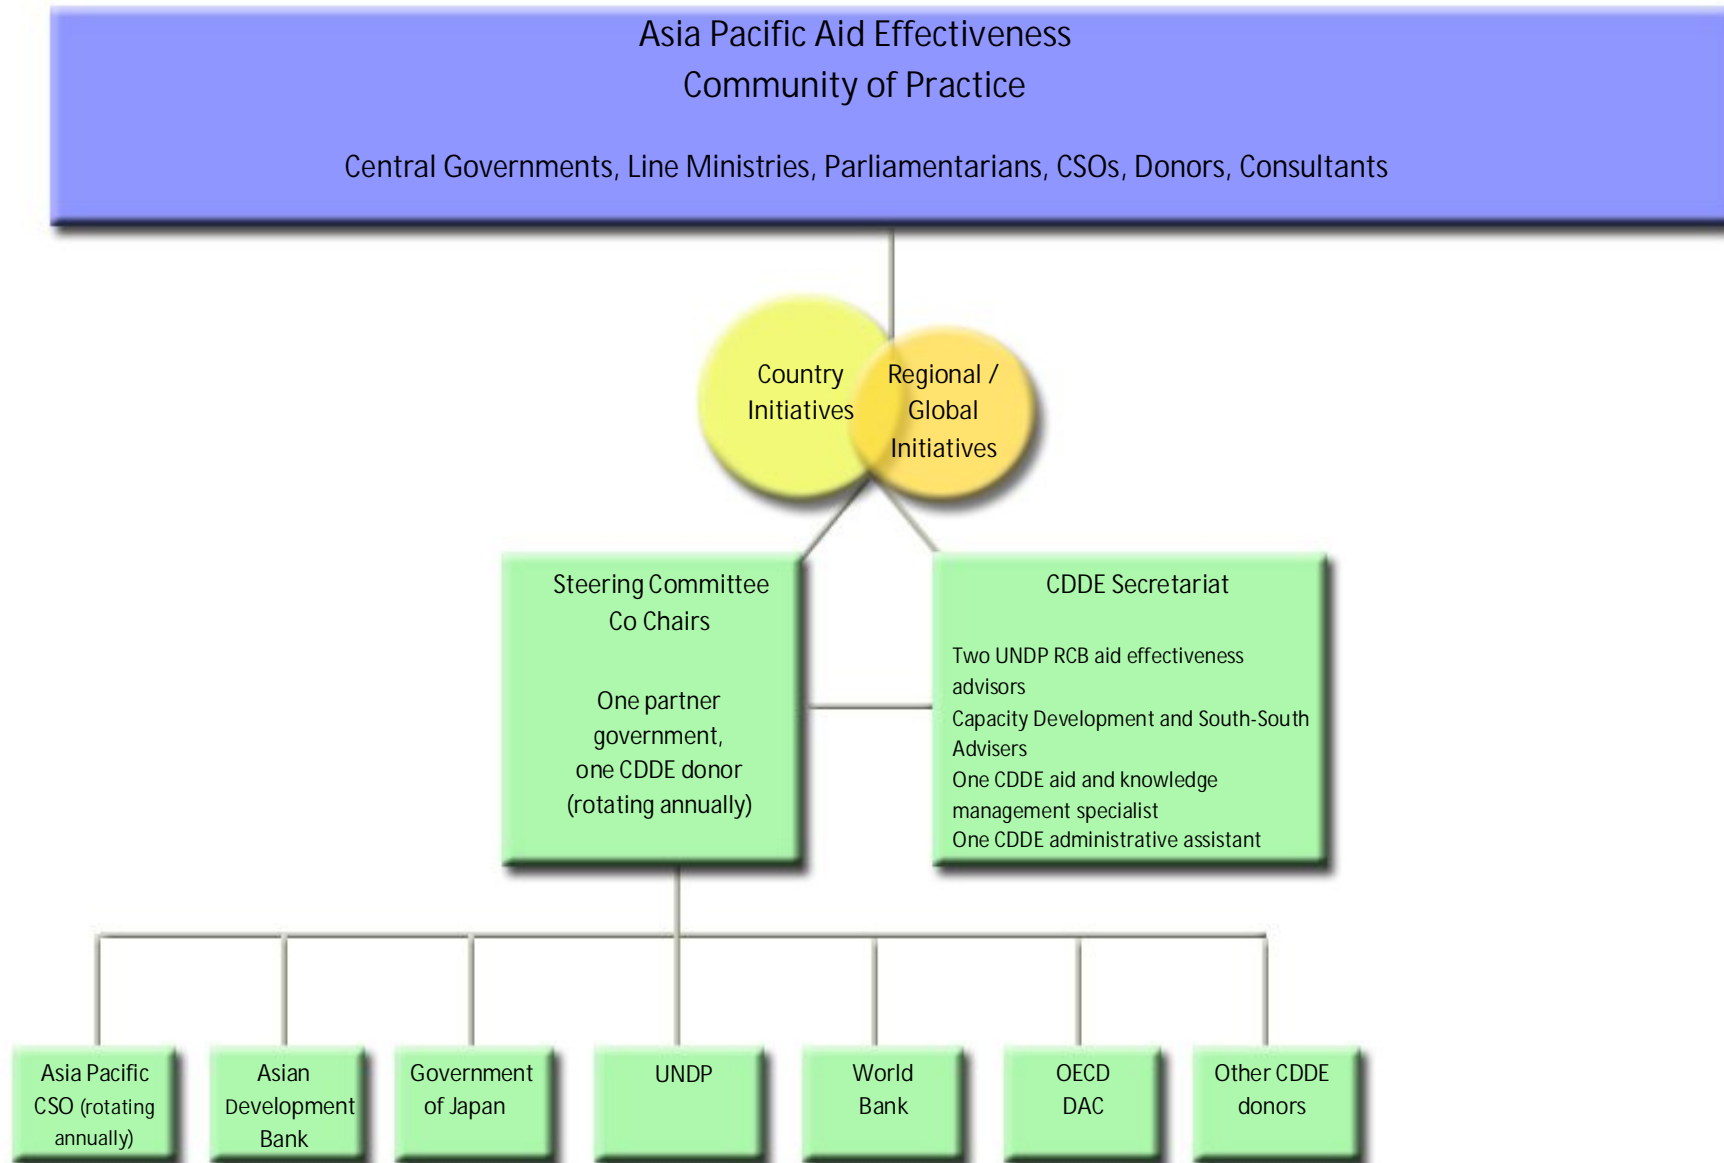 Asia Pacific Aid Effectiveness
Community of Practice
Central Governments, Line Ministries, Parliamentarians, CSOs, Donors, Consultants
Country
Initiatives
Regional /
Global
Initiatives
Steering Committee
Co Chairs
One partner
government,
one CDDE donor
(rotating annually)
CDDE Secretariat
Two UNDP RCB aid effectiveness
advisors
Capacity Development and South-South
Advisers
One CDDE aid and knowledge
management specialist
One CDDE administrative assistant
Asia Pacific
CSO (rotating
annually)
Asian
Development
Bank
Government
of Japan
UNDP
World
Bank
OECD
DAC
Other CDDE
donors